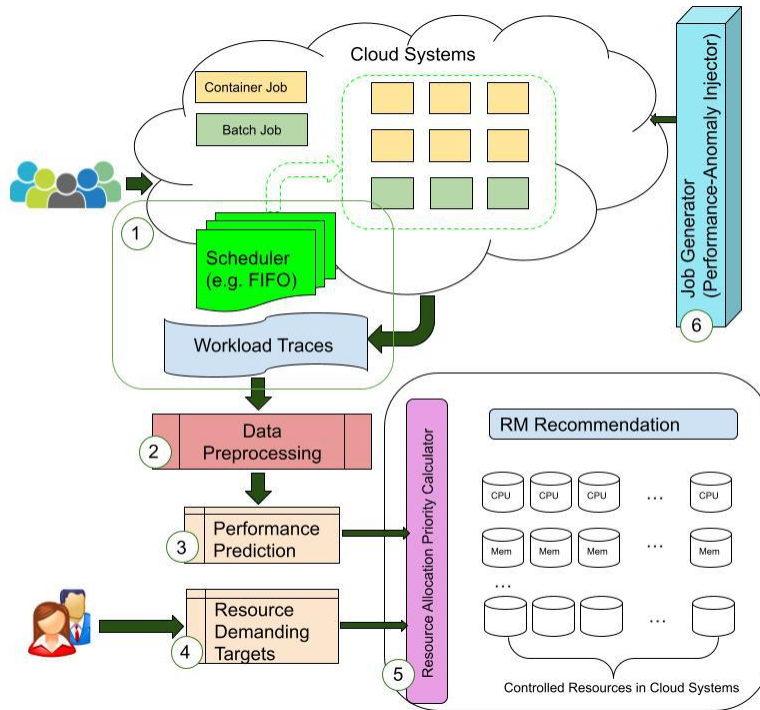 Cloud Systems
Container Job
Batch Job
1
Scheduler
(e.g. FIFO)
Workload Traces
Job Generator
(Performance-Anomaly Injector)
6
2
Data
Preprocessing
3
Performance
Prediction
4
Resource
Demanding
Targets
5
Resource Allocation Priority Calculator
RM Recommendation
CPU CPU CPU ... CPU
Mem Mem Mem ... Mem
...
...
Controlled Resources in Cloud Systems